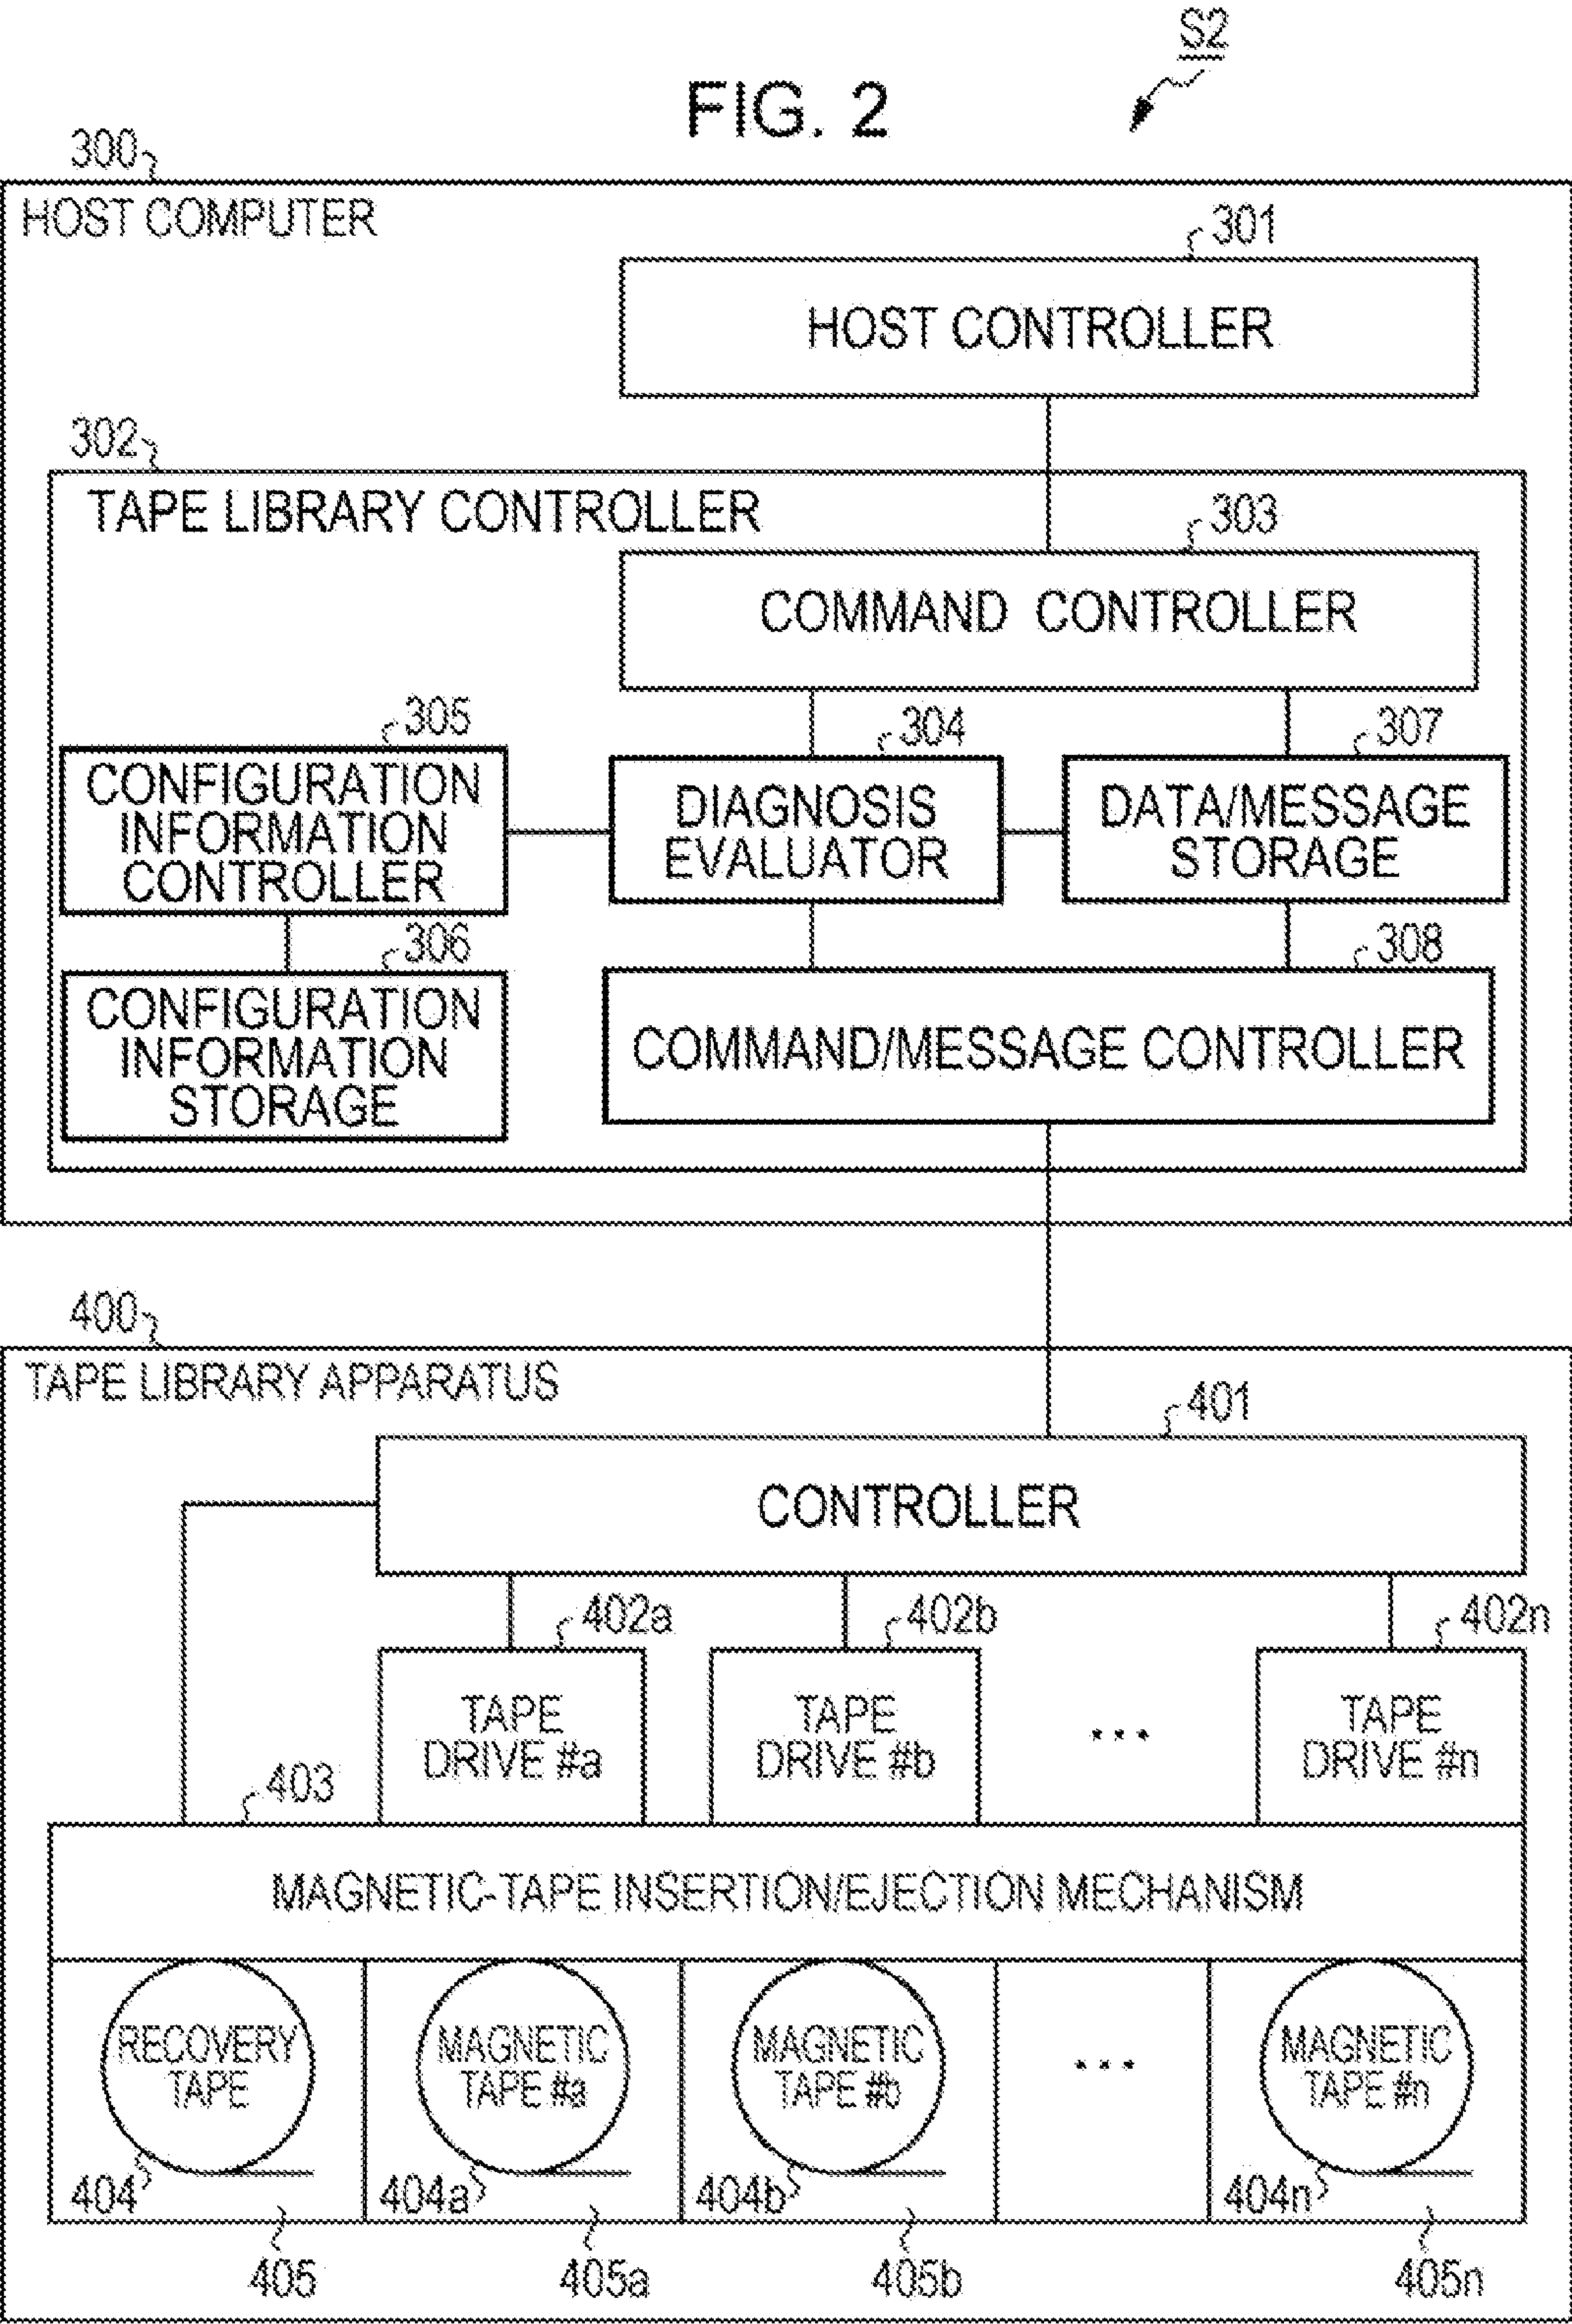 S2
FIG. 2
300
HOST COMPUTER
301
HOST CONTROLLER
302
TAPE LIBRARY CONTROLLER
303
COMMAND CONTROLLER
305
304
307
CONFIGURATION
INFORMATION
CONTROLLER
DIAGNOSIS
EVALUATOR
DATA/MESSAGE
STORAGE
306
308
CONFIGURATION
INFORMATION
STORAGE
COMMAND/MESSAGE CONTROLLER
400
TAPE LIBRARY APPARATUS
401
CONTROLLER
402a
402b
402n
TAPE
DRIVE #a
TAPE
DRIVE #b
...
TAPE
DRIVE #n
403
MAGNETIC-TAPE INSERTION/EJECTION MECHANISM
RECOVERY
TAPE
MAGNETIC
TAPE #a
MAGNETIC
TAPE #b
...
MAGNETIC
TAPE #n
404
404a
404b
404n
405
405a
405b
405n